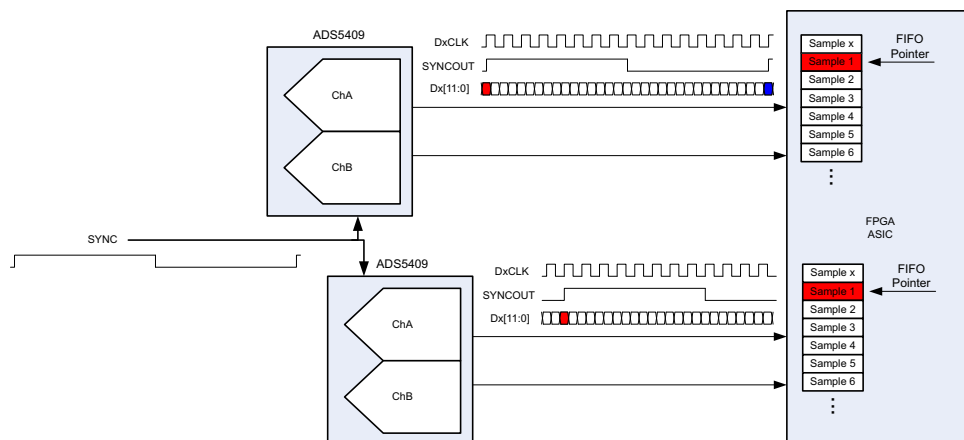 ADS5409
ChA
ChB
DxCLK
SYNCOUT
Dx[11:0]
Sample x
Sample 1
Sample 2
Sample 3
Sample 4
Sample 5
Sample 6
FIFO
Pointer
SYNC
FPGA
ASIC
ADS5409
ChA
ChB
DxCLK
SYNCOUT
Dx[11:0]
Sample x
Sample 1
Sample 2
Sample 3
Sample 4
Sample 5
Sample 6
FIFO
Pointer